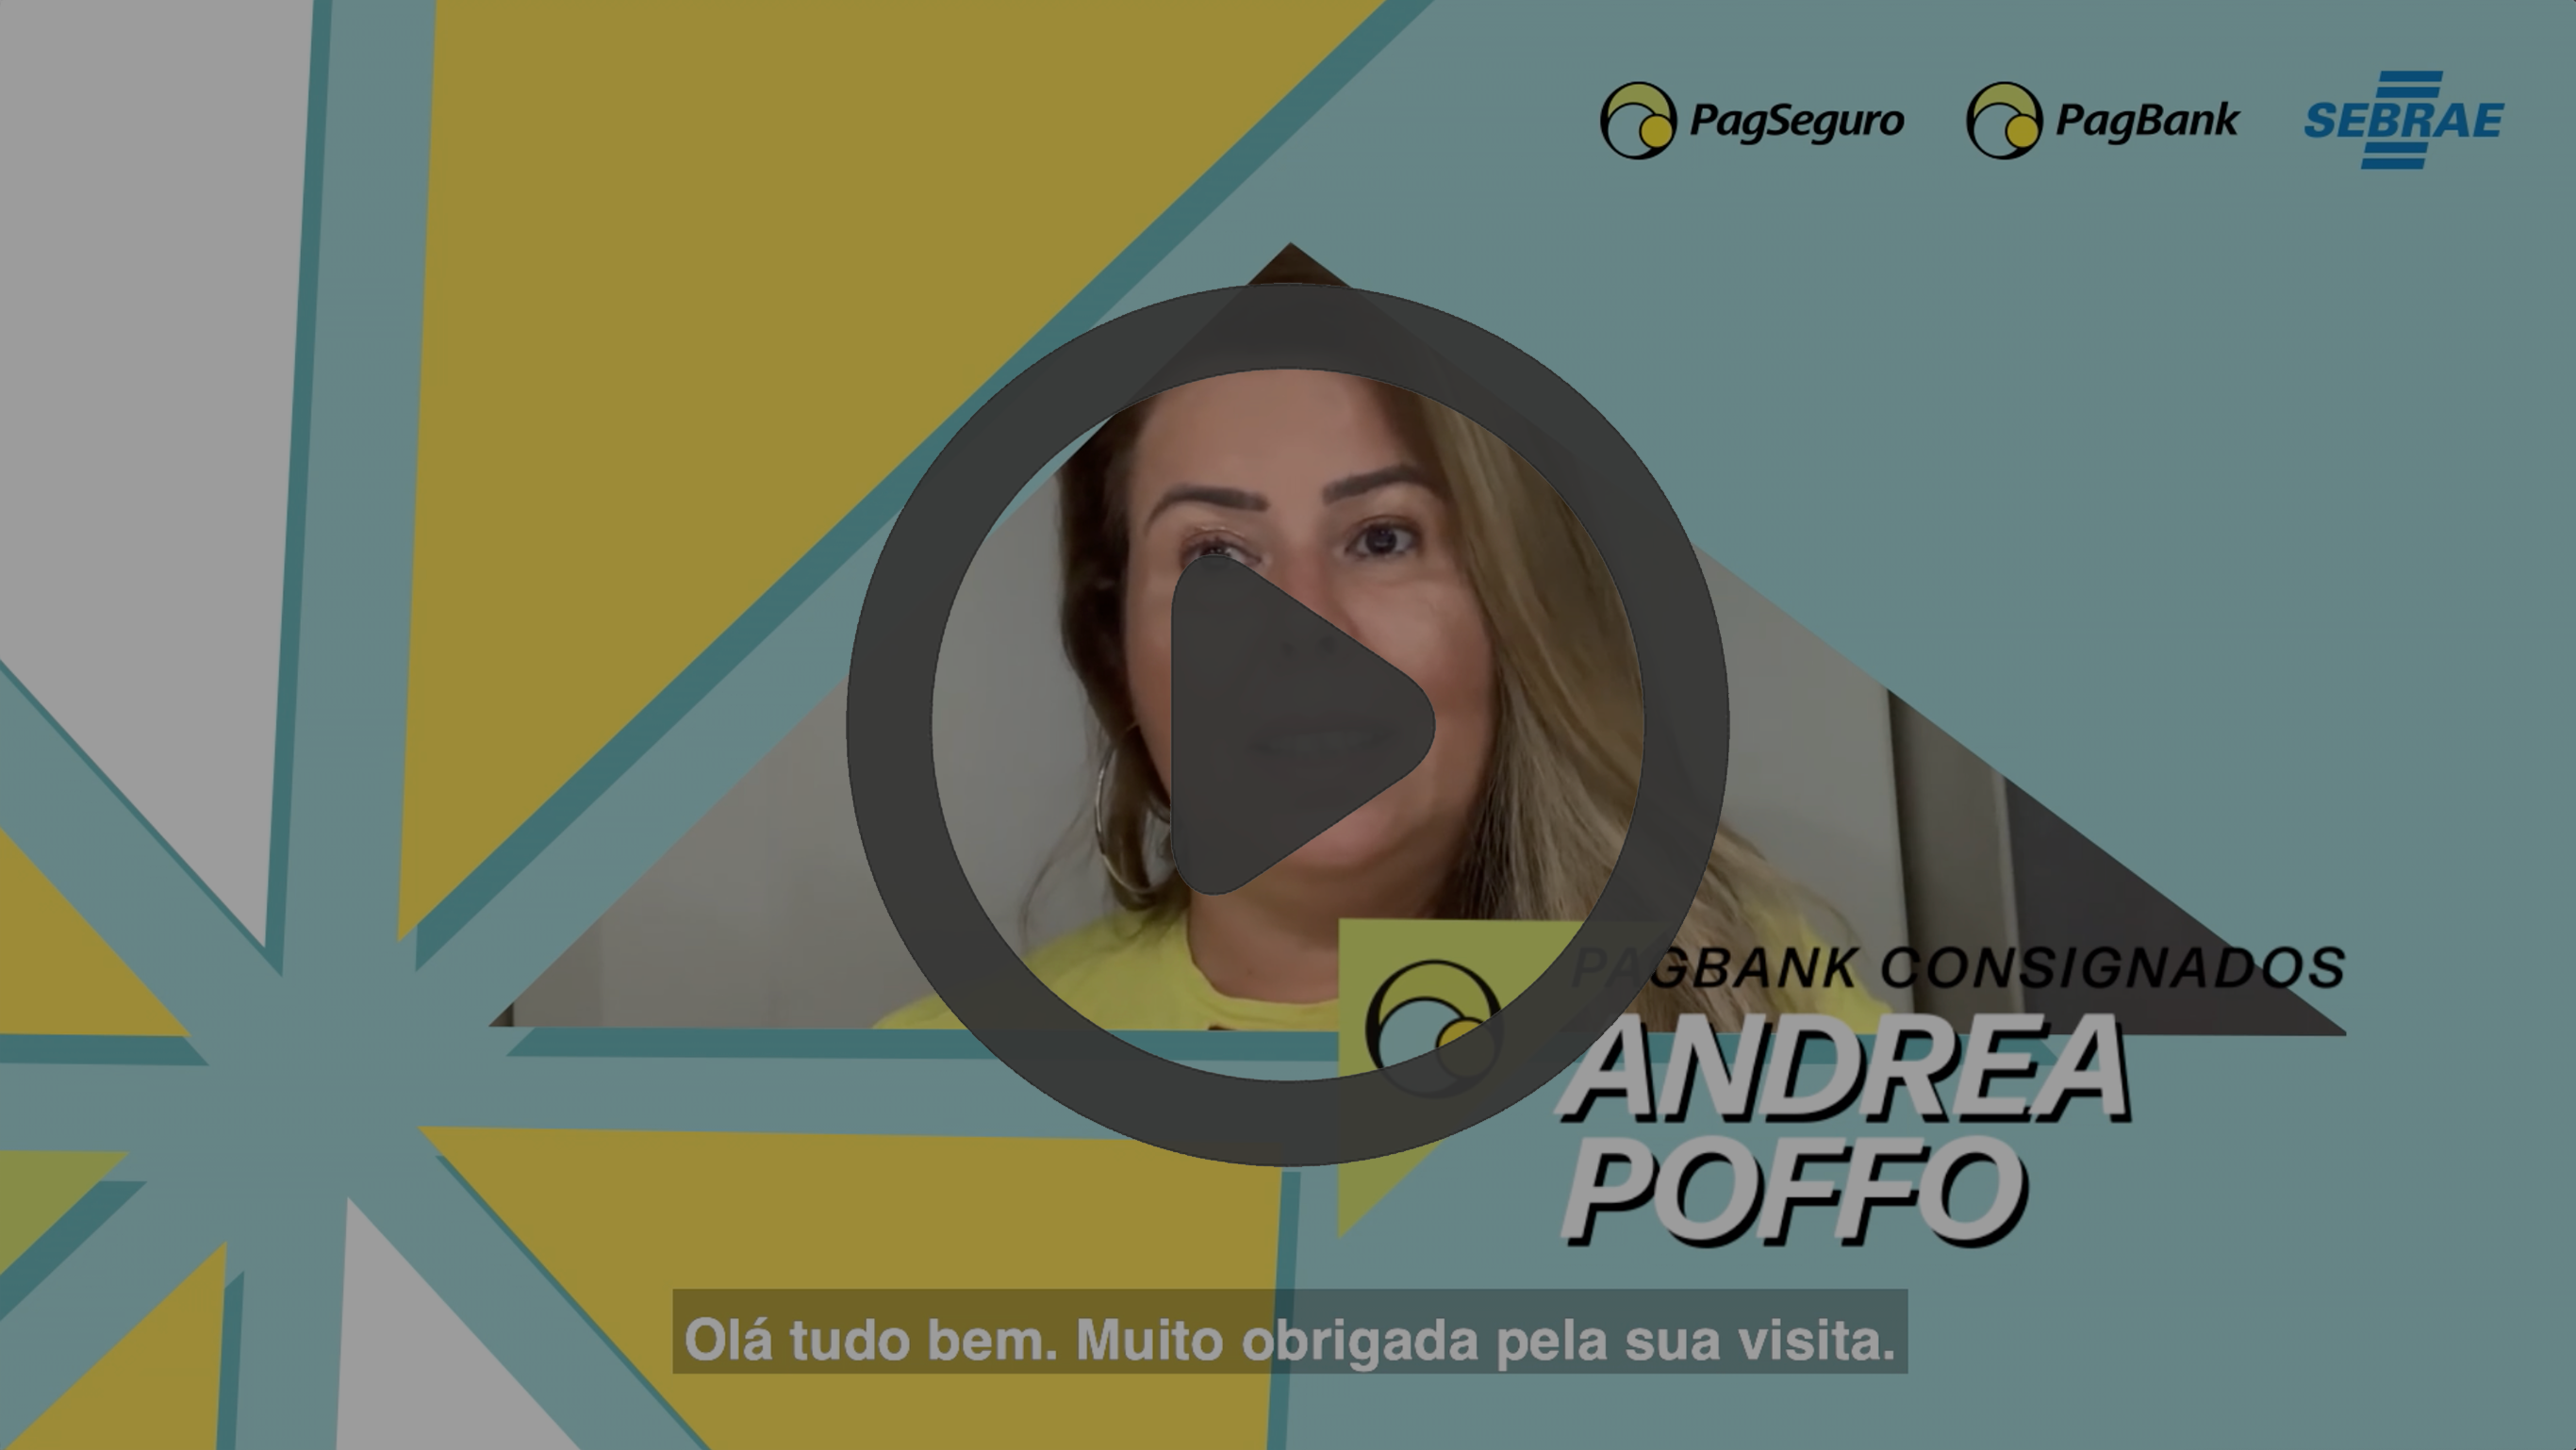 PagSeguro PagBank SEBRAE
PAGBANK CONSIGNADOS
ANDREA
POFFO
Olá tudo bem. Muito obrigada pela sua visita.